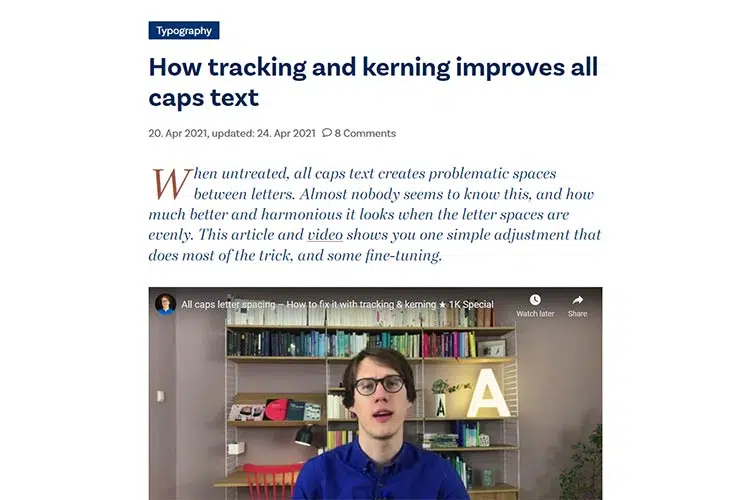 Typography
How tracking and kerning improves all
caps text
20. Apr 2021, updated: 24. Apr 2021 8 Comments
When untreated, all caps text creates problematic spaces
between letters. Almost nobody seems to know this, and how
much better and harmonious it looks when the letter spaces are
evenly. This article and video shows you one simple adjustment that
does most of the trick, and some fine-tuning.
All caps letter spacing – How to fix it with tracking & kerning ★ 1K Special
Watch later
Share
A
A